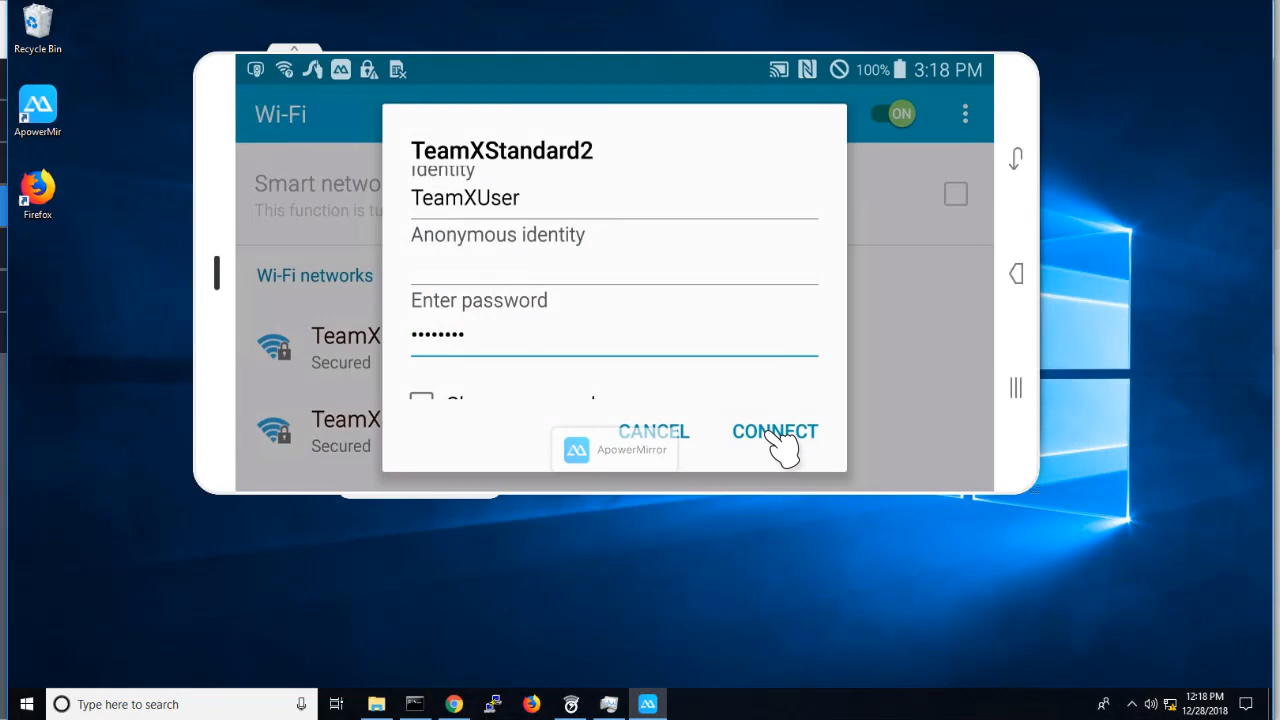 Recycle Bin
ApowerMir
Firefox
100% 3:18 PM
Wi-Fi
ON
Smart netwo
This function is tu
Wi-Fi networks
TeamX
Secured
TeamX
Secured
TeamXStandard2
Identity
TeamXUser
Anonymous identity
Enter password
••••••••
CANCEL
CONNECT
ApowerMirror
Type here to search
12:18 PM
12/28/2018